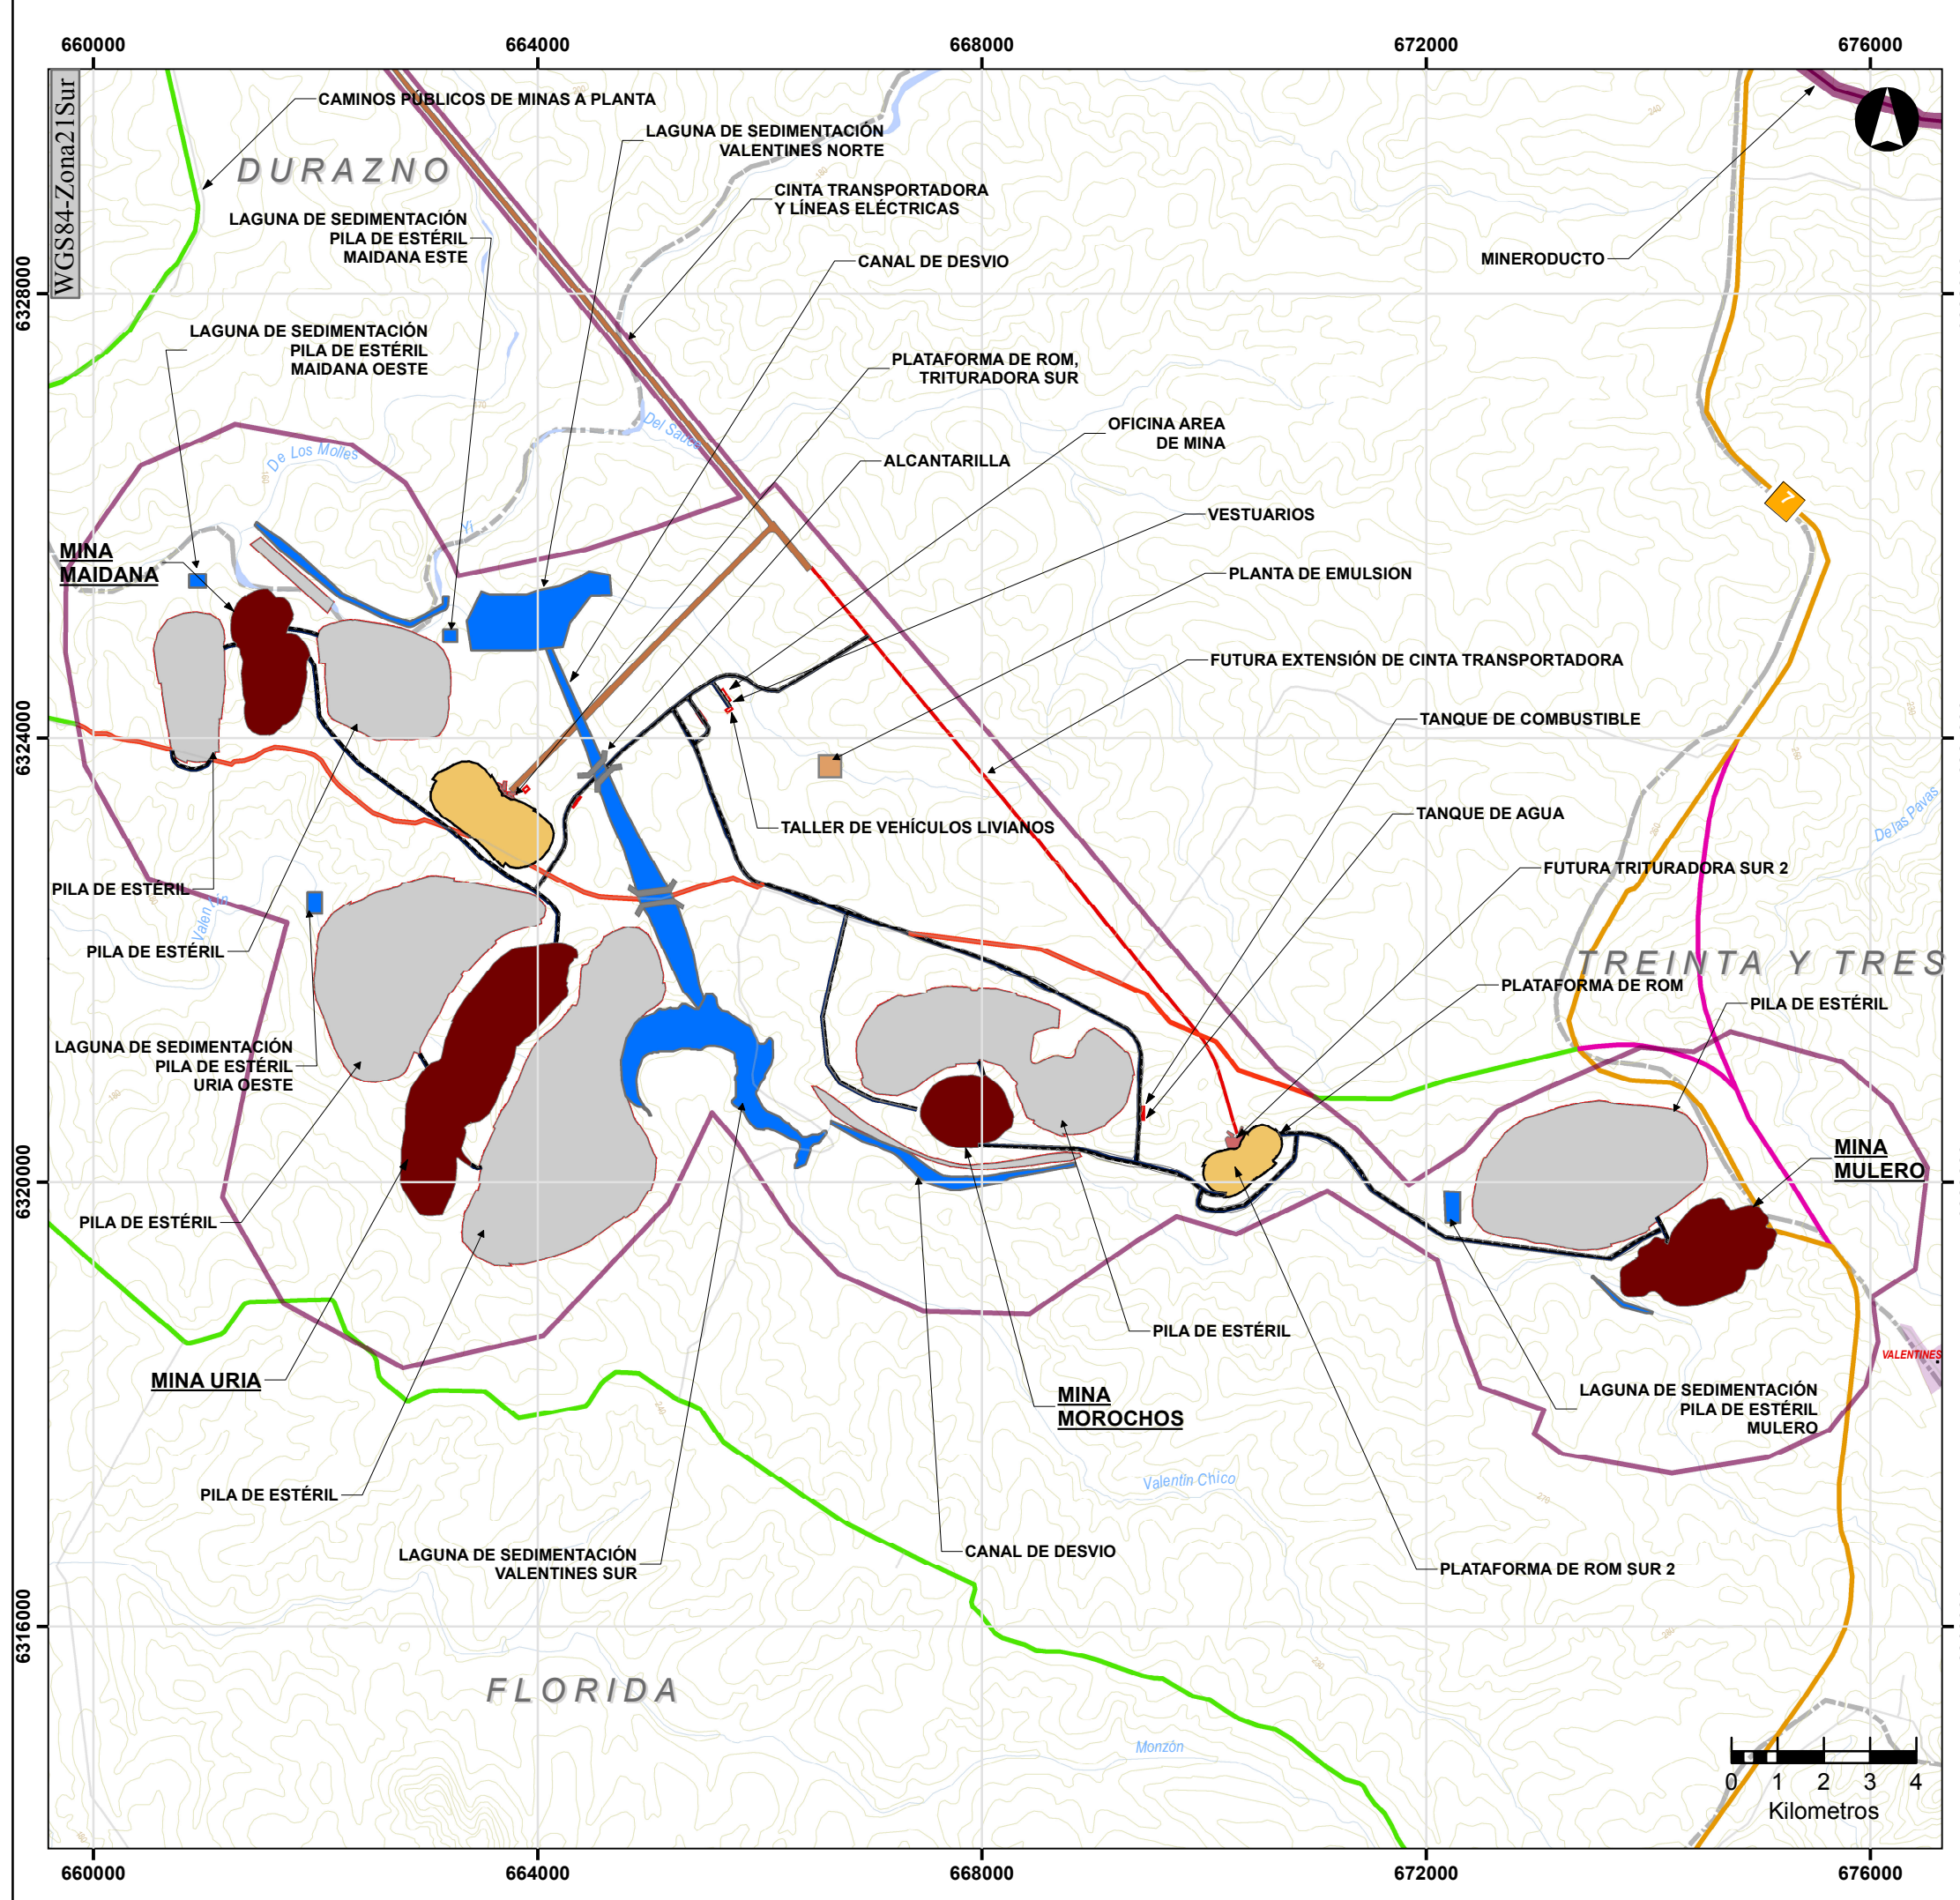 660000
664000
668000
672000
676000
WGS84-Zona21Sur
6328000
6324000
6320000
6316000
CAMINOS PÚBLICOS DE MINAS A PLANTA
DURAZNO
LAGUNA DE SEDIMENTACIÓN
VALENTINES NORTE
CINTA TRANSPORTADORA
Y LÍNEAS ELÉCTRICAS
LAGUNA DE SEDIMENTACIÓN
PILA DE ESTÉRIL
MAIDANA ESTE
CANAL DE DESVIO
MINERODUCTO
LAGUNA DE SEDIMENTACIÓN
PILA DE ESTÉRIL
MAIDANA OESTE
PLATAFORMA DE ROM,
TRITURADORA SUR
OFICINA AREA
DE MINA
ALCANTARILLA
Del Sauce
De Los Molles
Yi
7
VESTUARIOS
MINA
MAIDANA
PLANTA DE EMULSION
FUTURA EXTENSIÓN DE CINTA TRANSPORTADORA
TANQUE DE COMBUSTIBLE
TANQUE DE AGUA
De las Pavas
TALLER DE VEHÍCULOS LIVIANOS
FUTURA TRITURADORA SUR 2
PILA DE ESTÉRIL
Valentín
PILA DE ESTÉRIL
TREINTA Y TRES
PLATAFORMA DE ROM
PILA DE ESTÉRIL
LAGUNA DE SEDIMENTACIÓN
PILA DE ESTÉRIL
URIA OESTE
MINA
MULERO
PILA DE ESTÉRIL
PILA DE ESTÉRIL
VALENTINES
MINA URIA
MINA
MOROCHOS
LAGUNA DE SEDIMENTACIÓN
PILA DE ESTÉRIL
MULERO
Valentín Chico
PILA DE ESTÉRIL
LAGUNA DE SEDIMENTACIÓN
VALENTINES SUR
CANAL DE DESVIO
PLATAFORMA DE ROM SUR 2
FLORIDA
Monzón
0 1 2 3 4
Kilometros
660000
664000
668000
672000
676000